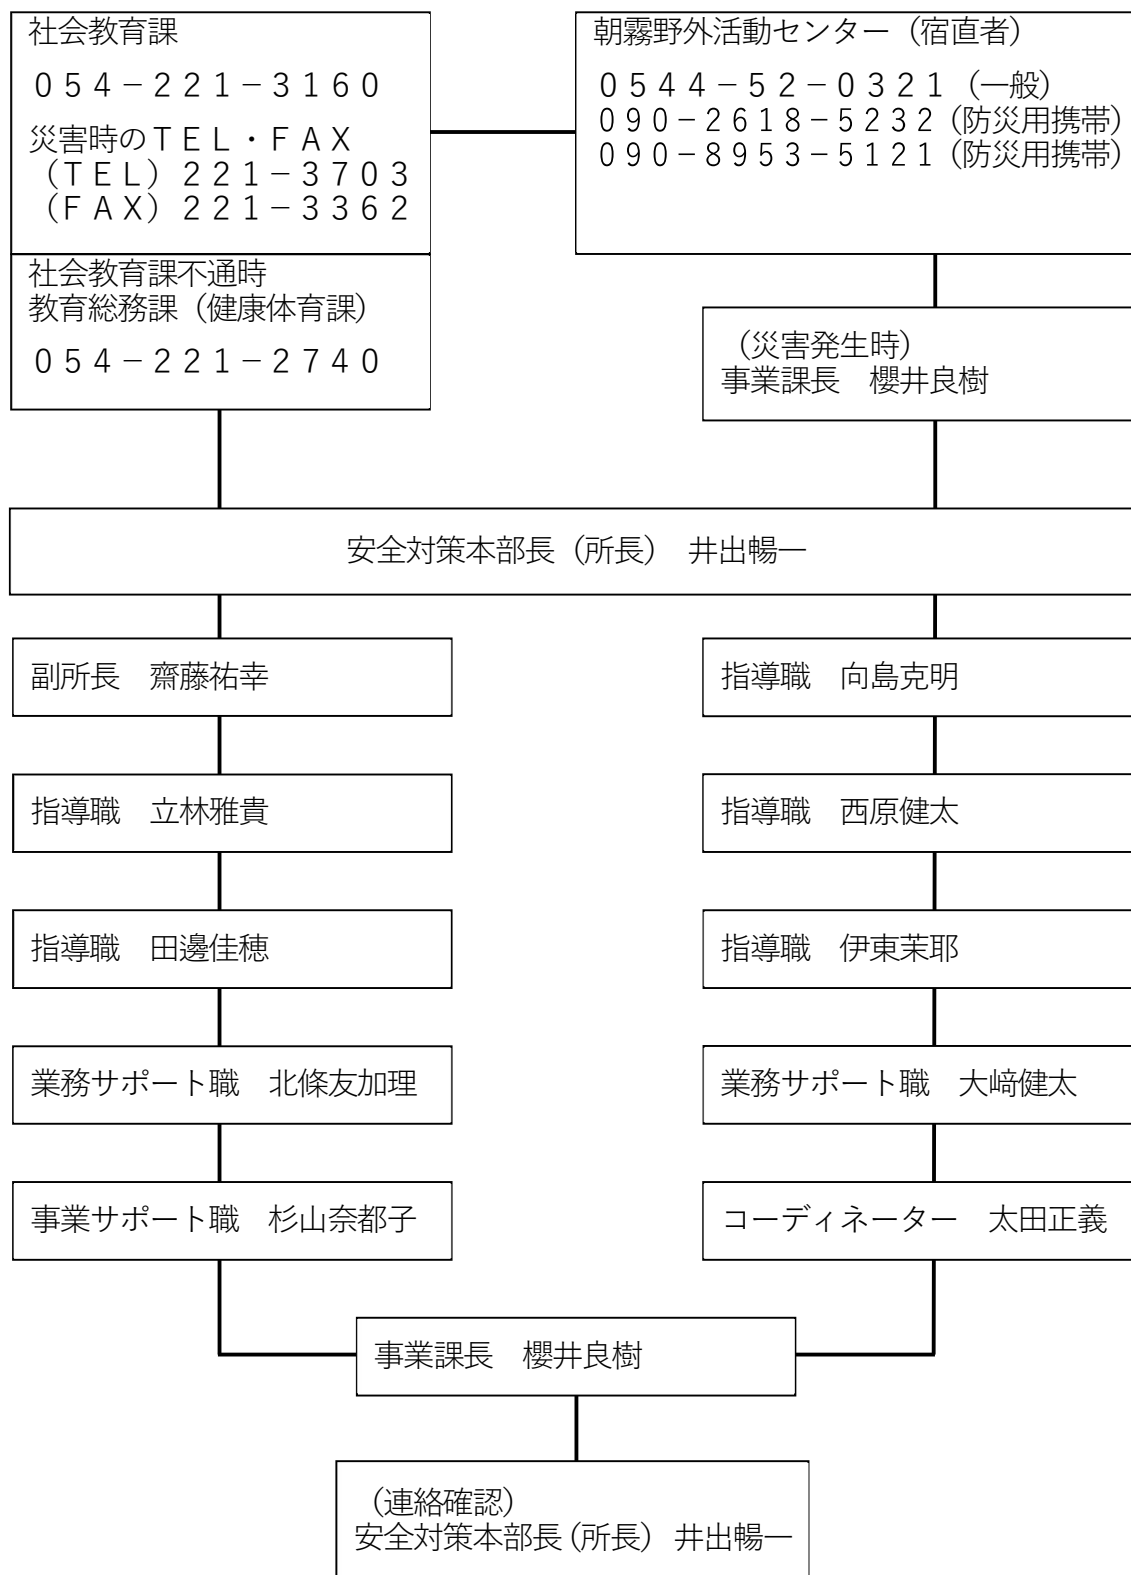 社会教育課
０５４－２２１－３１６０
災害時のＴＥＬ・ＦＡＸ
（ＴＥＬ）２２１－３７０３
（ＦＡＸ）２２１－３３６２
社会教育課不通時
教育総務課（健康体育課）
０５４－２２１－２７４０
朝霧野外活動センター（宿直者）
０５４４－５２－０３２１（一般）
０９０－２６１８－５２３２（防災用携帯）
０９０－８９５３－５１２１（防災用携帯）
（災害発生時）
事業課長　櫻井良樹
安全対策本部長（所長）　井出暢一
副所長　齋藤祐幸
指導職　立林雅貴
指導職　田邊佳穂
業務サポート職　北條友加理
事業サポート職　杉山奈都子
指導職　向島克明
指導職　西原健太
指導職　伊東茉耶
業務サポート職　大﨑健太
コーディネーター　太田正義
事業課長　櫻井良樹
（連絡確認）
安全対策本部長（所長）　井出暢一